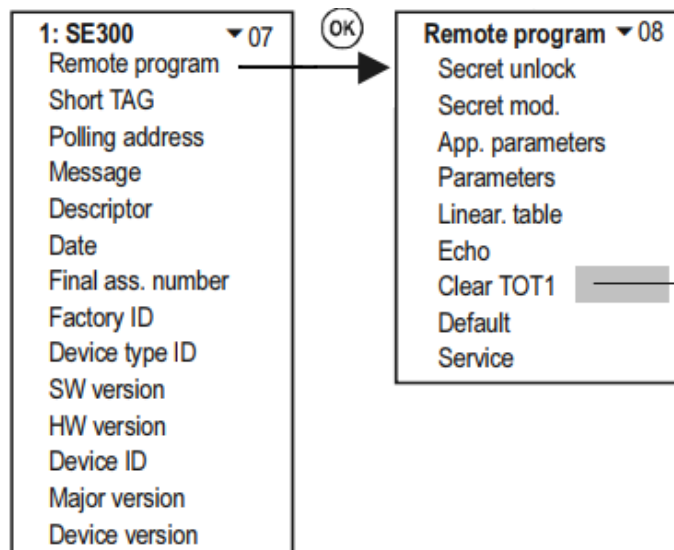 1: SE300 ▼ 07
Remote program
Short TAG
Polling address
Message
Descriptor
Date
Final ass. number
Factory ID
Device type ID
SW version
HW version
Device ID
Major version
Device version
OK
Remote program ▼ 08
Secret unlock
Secret mod.
App. parameters
Parameters
Linear. table
Echo
Clear TOT1
Default
Service